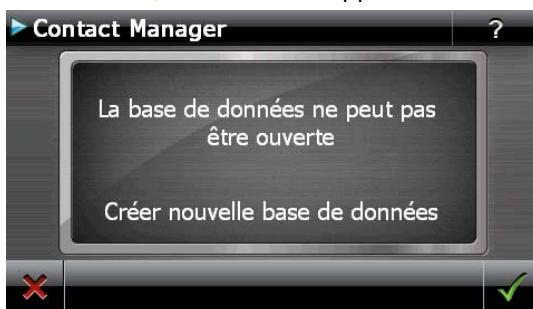 Contact Manager ?
La base de données ne peut pas
être ouverte
Créer nouvelle base de données